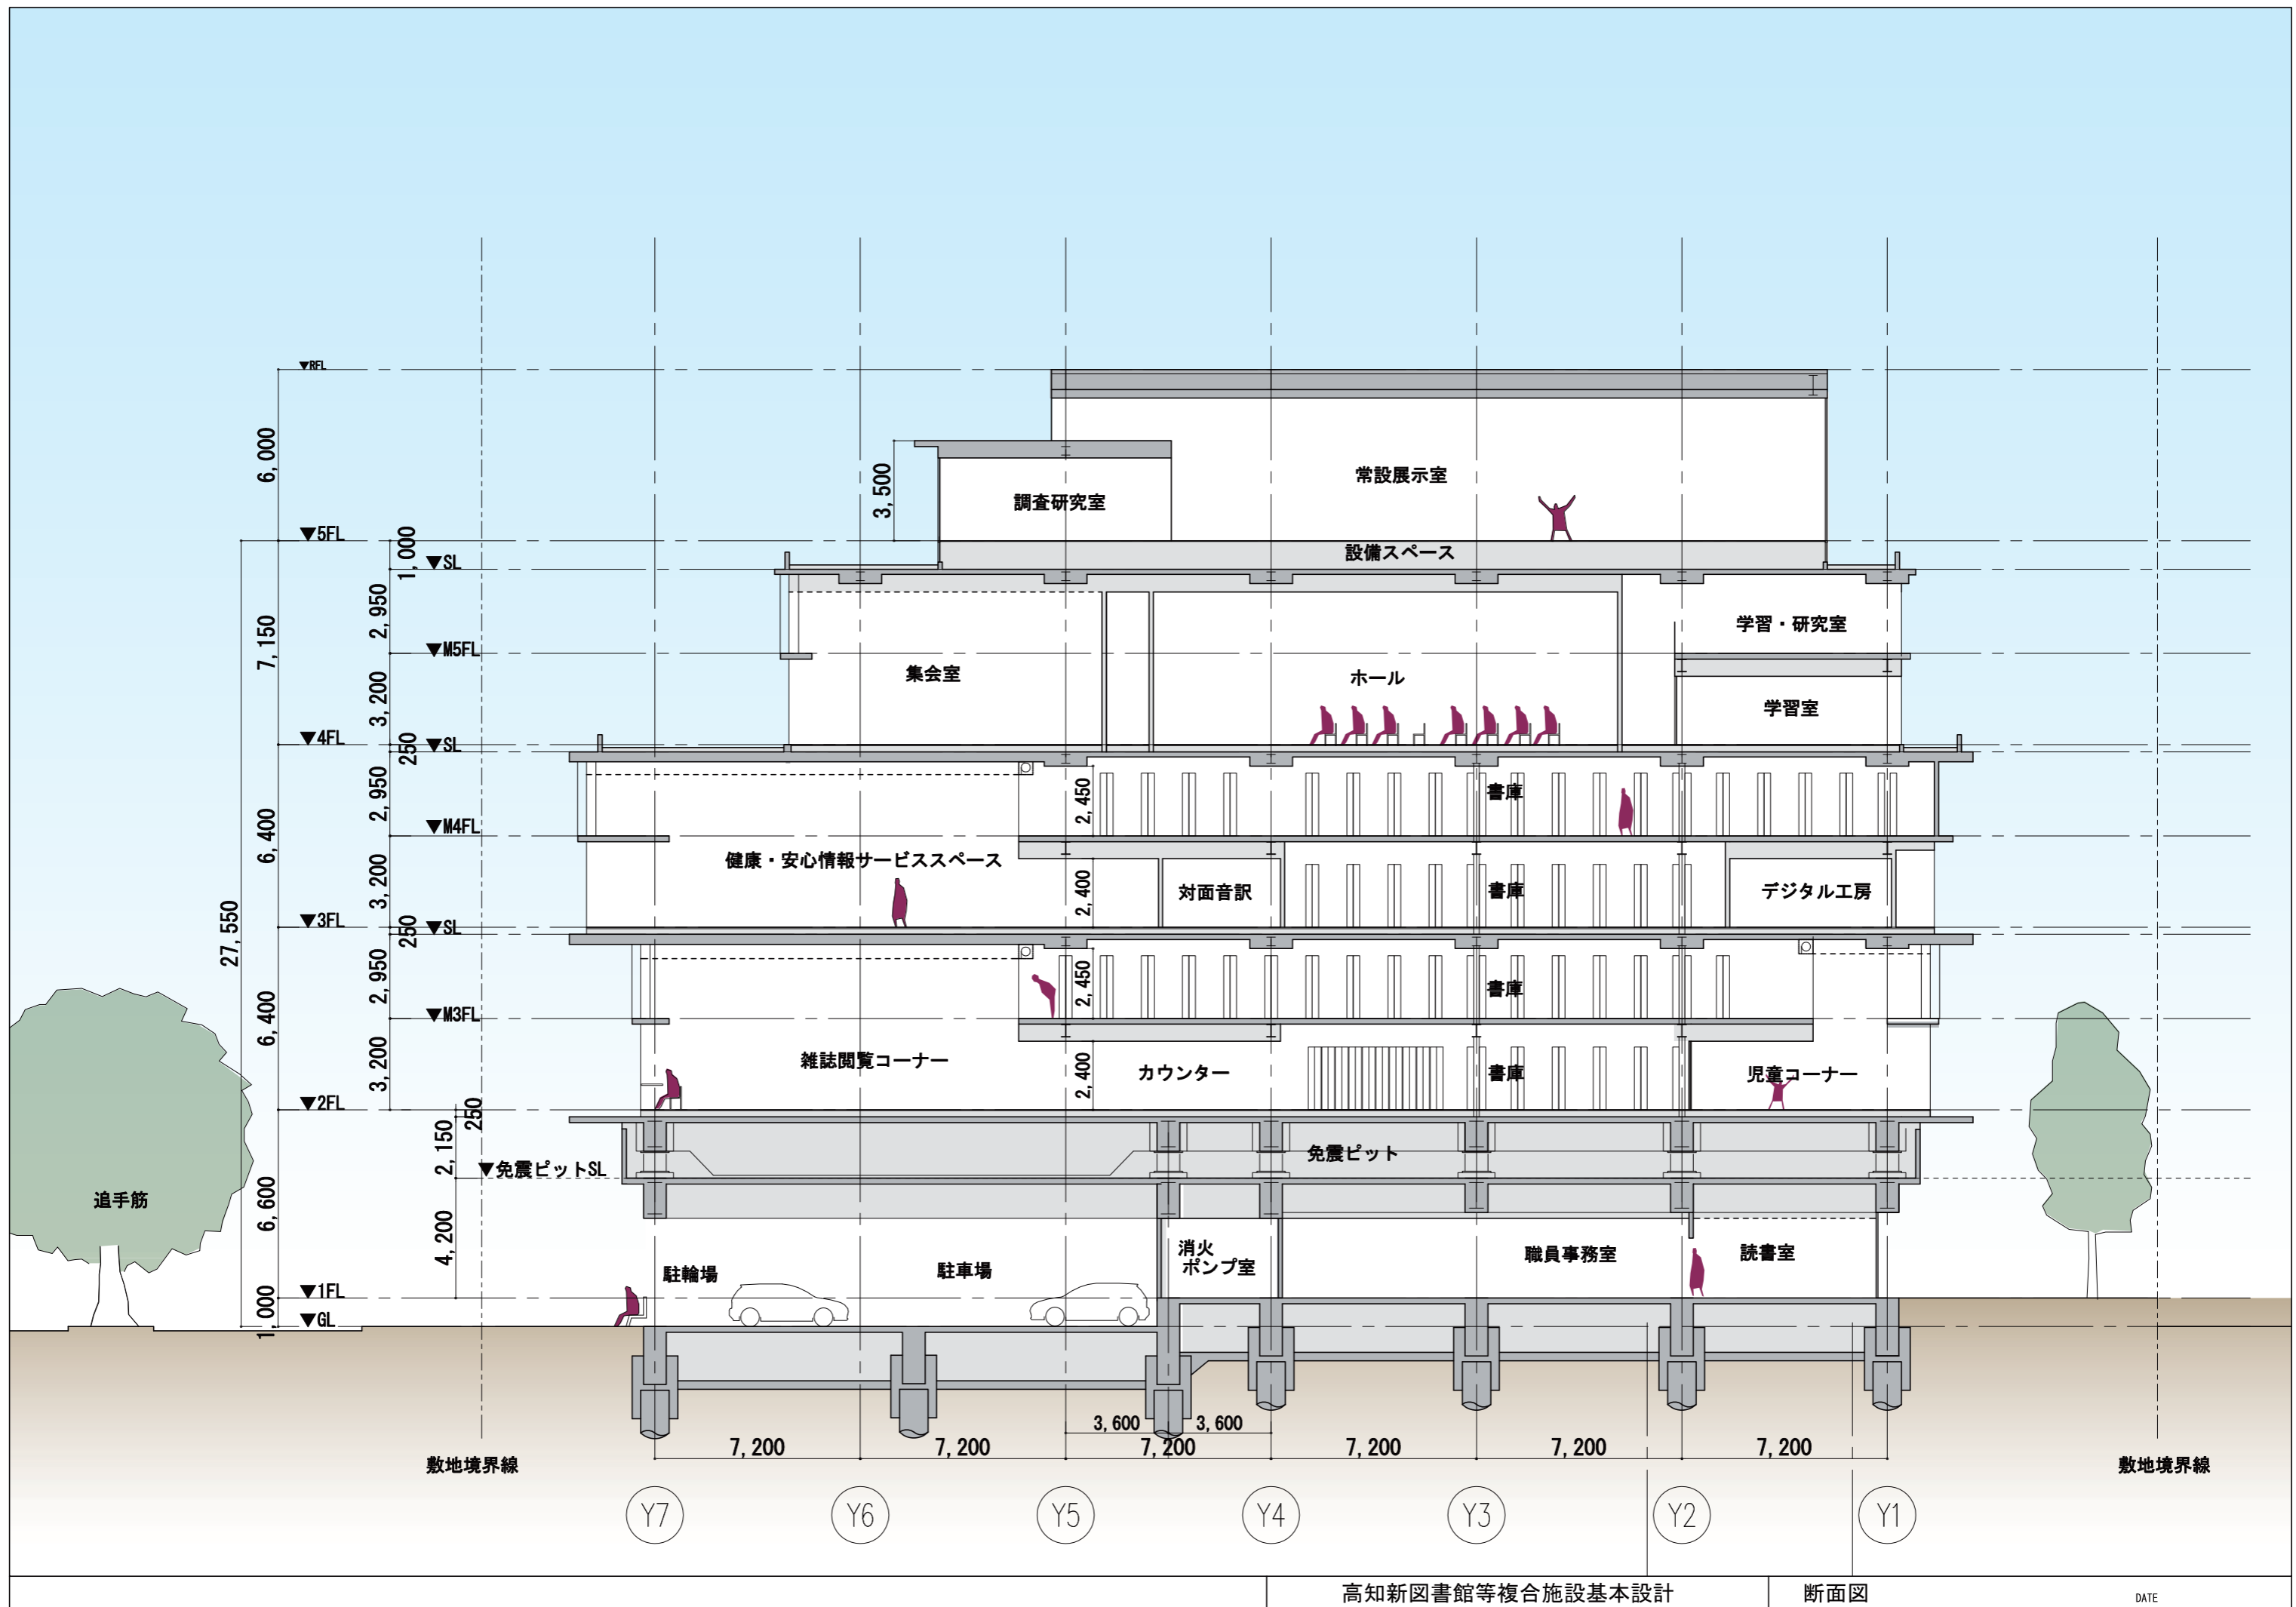 ▼RFL
6,000
3,500
調査研究室
常設展示室
▼5FL
1,000
設備スペース
▼SL
2,950
7,150
学習・研究室
▼M5FL
集会室
ホール
3,200
学習室
▼4FL
250
▼SL
2,950
2,450
書庫
▼M4FL
6,400
健康・安心情報サービススペース
3,200
2,400
対面音訳
書庫
デジタル工房
27,550
▼3FL
250
▼SL
2,950
2,450
書庫
▼M3FL
6,400
雑誌閲覧コーナー
3,200
2,400
カウンター
書庫
児童コーナー
▼2FL
250
2,150
免震ピット
▼免震ピットSL
追手筋
6,600
4,200
消火
ポンプ室
職員事務室
読書室
駐輪場
駐車場
▼1FL
1,000
▼GL
3,600
3,600
7,200
7,200
7,200
7,200
7,200
7,200
敷地境界線
敷地境界線
Y7
Y6
Y5
Y4
Y3
Y2
Y1
高知新図書館等複合施設基本設計
断面図
DATE